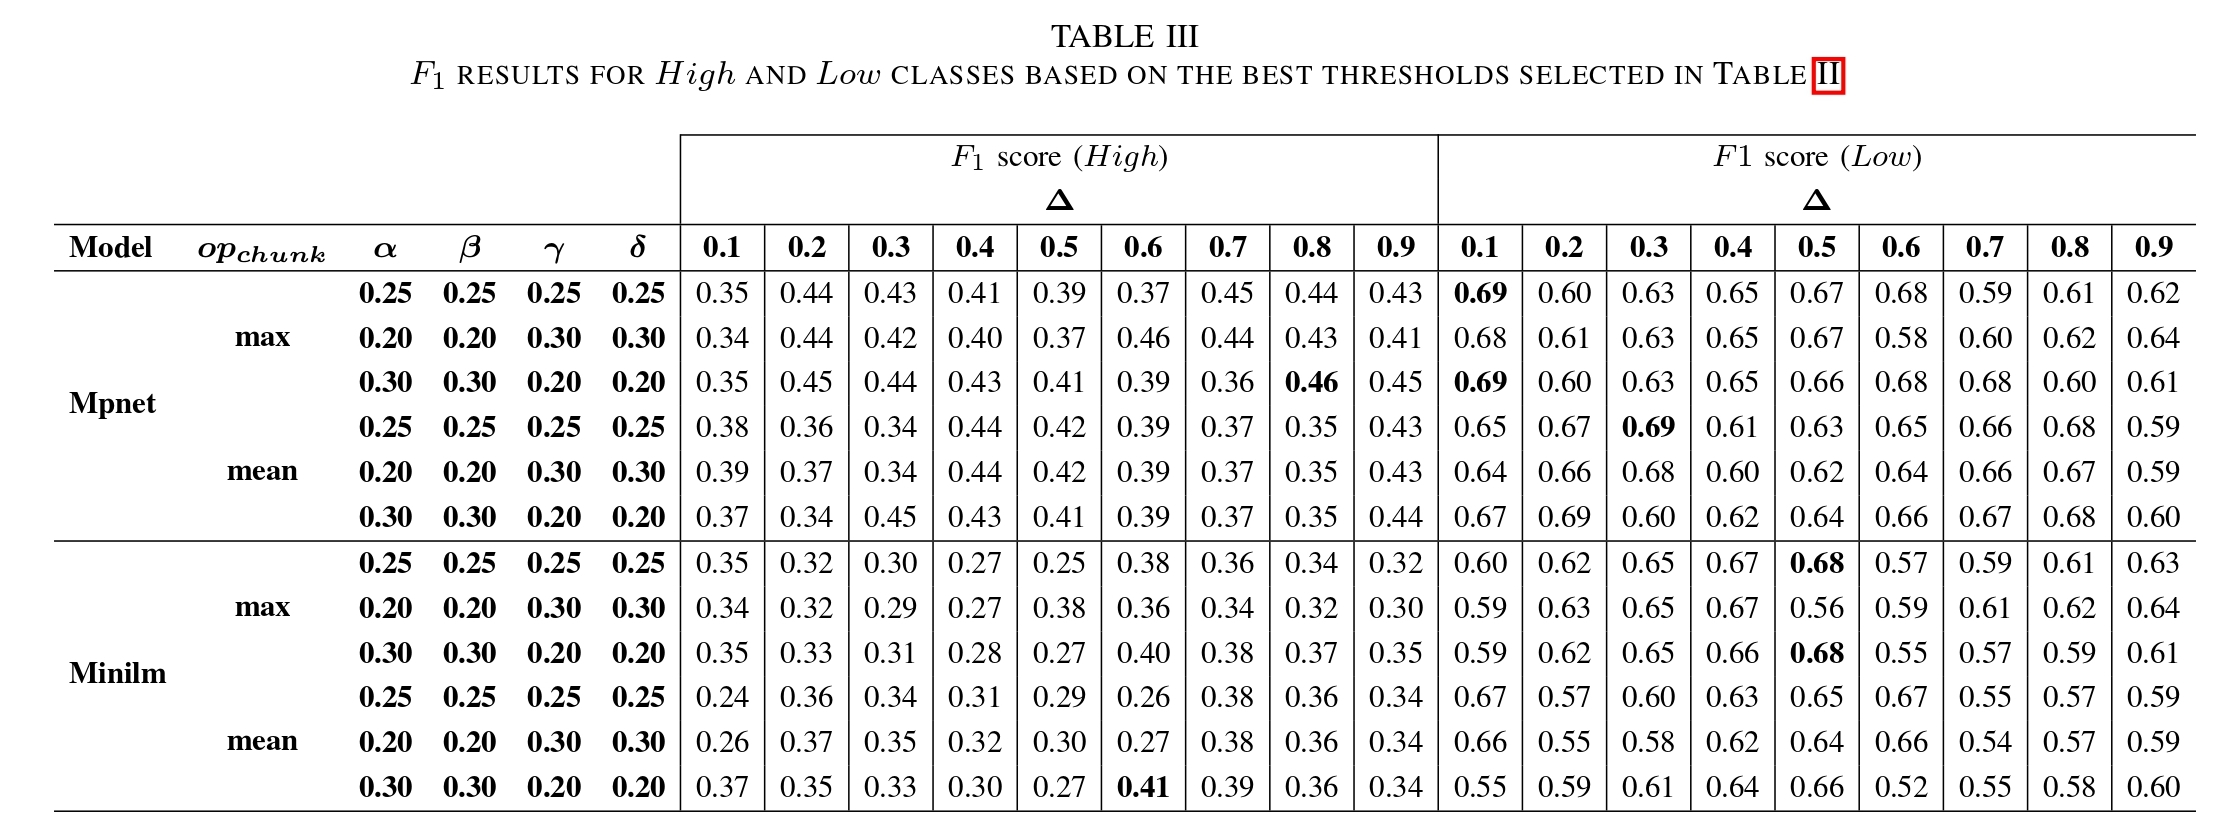 TABLE III
F1 RESULTS FOR High AND Low CLASSES BASED ON THE BEST THRESHOLDS SELECTED IN TABLE II
F1 score (High) F1 score (Low)
Δ Δ
Model op_chunk α β γ δ 0.1 0.2 0.3 0.4 0.5 0.6 0.7 0.8 0.9 0.1 0.2 0.3 0.4 0.5 0.6 0.7 0.8 0.9
0.25 0.25 0.25 0.25 0.35 0.44 0.43 0.41 0.39 0.37 0.45 0.44 0.43 0.69 0.60 0.63 0.65 0.67 0.68 0.59 0.61 0.62
max 0.20 0.20 0.30 0.30 0.34 0.44 0.42 0.40 0.37 0.46 0.44 0.43 0.41 0.68 0.61 0.63 0.65 0.67 0.58 0.60 0.62 0.64
0.30 0.30 0.20 0.20 0.35 0.45 0.44 0.43 0.41 0.39 0.36 0.46 0.45 0.69 0.60 0.63 0.65 0.66 0.68 0.68 0.60 0.61
Mpnet
0.25 0.25 0.25 0.25 0.38 0.36 0.34 0.44 0.42 0.39 0.37 0.35 0.43 0.65 0.67 0.69 0.61 0.63 0.65 0.66 0.68 0.59
mean 0.20 0.20 0.30 0.30 0.39 0.37 0.34 0.44 0.42 0.39 0.37 0.35 0.43 0.64 0.66 0.68 0.60 0.62 0.64 0.66 0.67 0.59
0.30 0.30 0.20 0.20 0.37 0.34 0.45 0.43 0.41 0.39 0.37 0.35 0.44 0.67 0.69 0.60 0.62 0.64 0.66 0.67 0.68 0.60
0.25 0.25 0.25 0.25 0.35 0.32 0.30 0.27 0.25 0.38 0.36 0.34 0.32 0.60 0.62 0.65 0.67 0.68 0.57 0.59 0.61 0.63
max 0.20 0.20 0.30 0.30 0.34 0.32 0.29 0.27 0.38 0.36 0.34 0.32 0.30 0.59 0.63 0.65 0.67 0.56 0.59 0.61 0.62 0.64
0.30 0.30 0.20 0.20 0.35 0.33 0.31 0.28 0.27 0.40 0.38 0.37 0.35 0.59 0.62 0.65 0.66 0.68 0.55 0.57 0.59 0.61
Minilm
0.25 0.25 0.25 0.25 0.24 0.36 0.34 0.31 0.29 0.26 0.38 0.36 0.34 0.67 0.57 0.60 0.63 0.65 0.67 0.55 0.57 0.59
mean 0.20 0.20 0.30 0.30 0.26 0.37 0.35 0.32 0.30 0.27 0.38 0.36 0.34 0.66 0.55 0.58 0.62 0.64 0.66 0.54 0.57 0.59
0.30 0.30 0.20 0.20 0.37 0.35 0.33 0.30 0.27 0.41 0.39 0.36 0.34 0.55 0.59 0.61 0.64 0.66 0.52 0.55 0.58 0.60